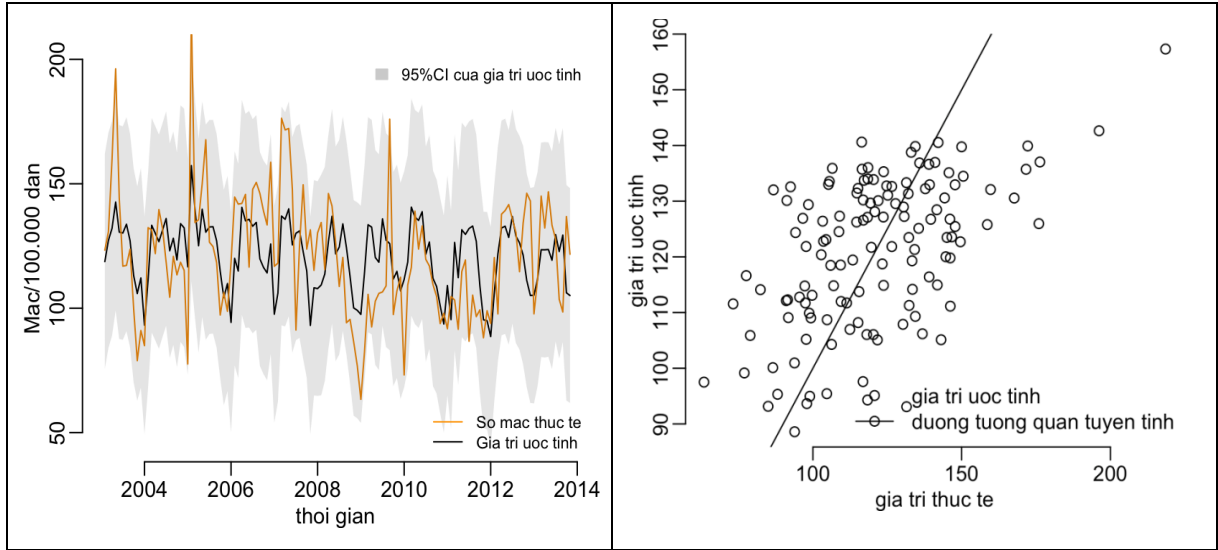 Mac/100.000 dan
200
150
100
50
95%CI cua gia tri uoc tinh
So mac thuc te
Gia tri uoc tinh
2004 2006 2008 2010 2012 2014
thoi gian
gia tri uoc tinh
160
150
140
130
120
110
100
90
gia tri uoc tinh
duong tuong quan tuyen tinh
100 150 200
gia tri thuc te